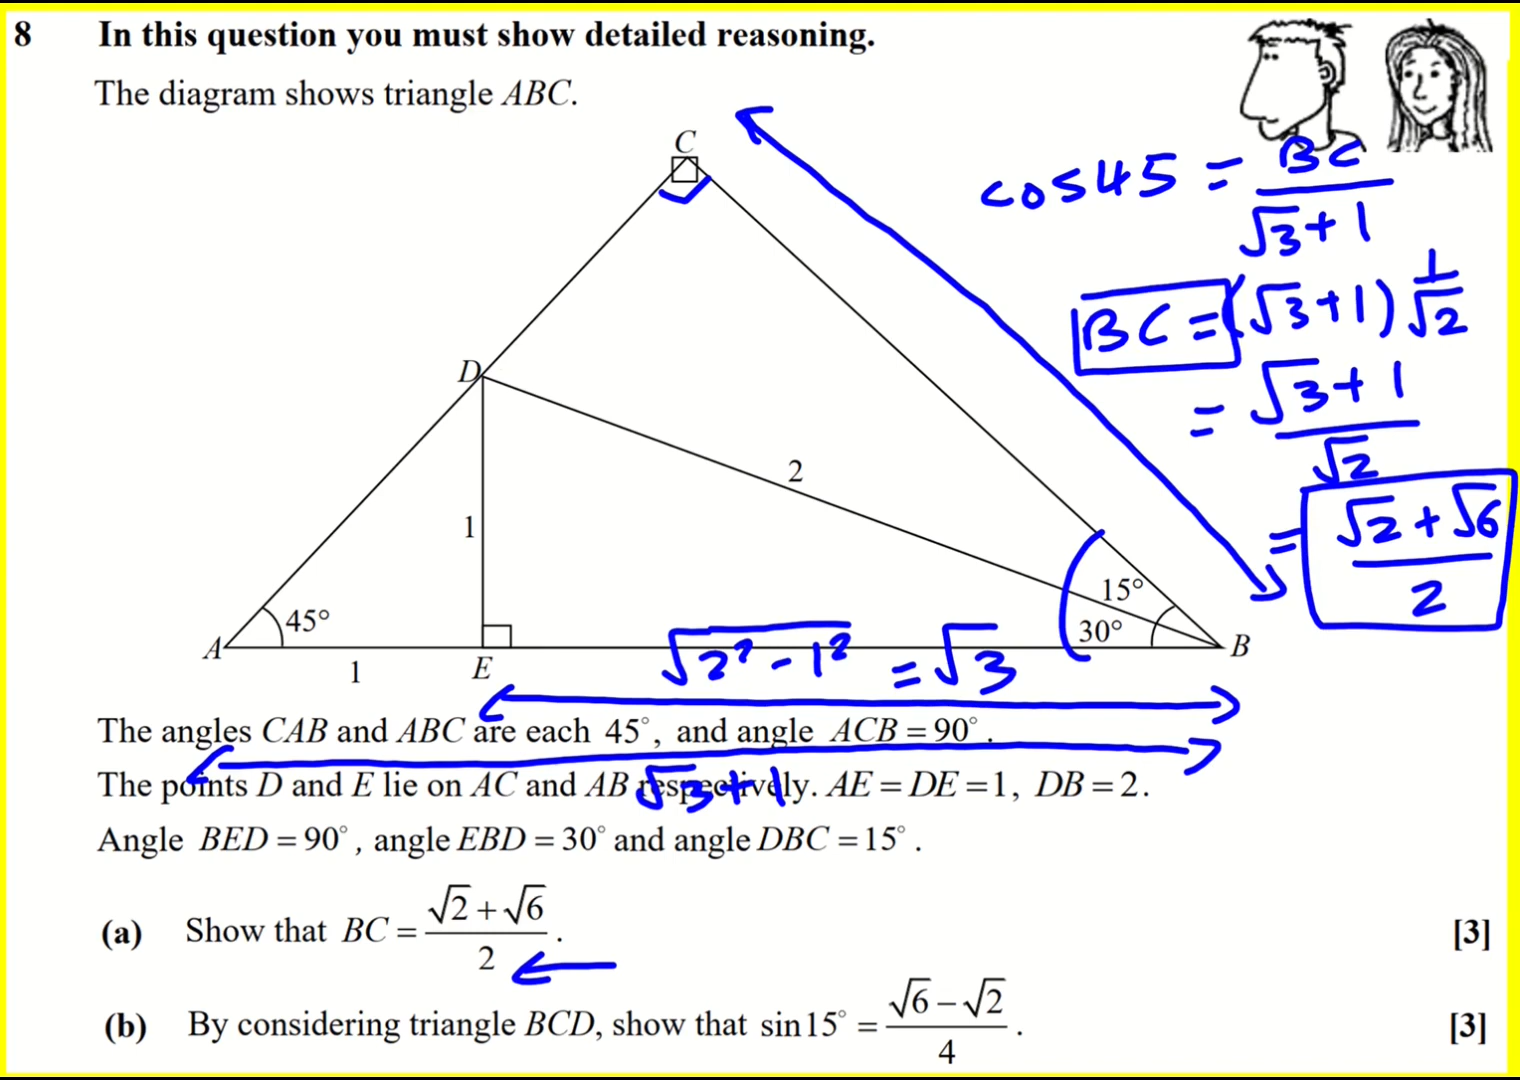 8 In this question you must show detailed reasoning.
The diagram shows triangle ABC.
C
cos45 = BC/(√3+1)
BC = (√3+1) 1/√2
= (√3+1)/√2
= (√2+√6)/2
D
2
1
15°
45°
30°
A
B
√(2²-1²) = √3
1
E
The angles CAB and ABC are each 45°, and angle ACB = 90°.
The points D and E lie on AC and AB respectively. AE = DE = 1, DB = 2.
√3+1
Angle BED = 90°, angle EBD = 30° and angle DBC = 15°.
(a) Show that BC = (√2+√6)/2. [3]
(b) By considering triangle BCD, show that sin15° = (√6−√2)/4. [3]